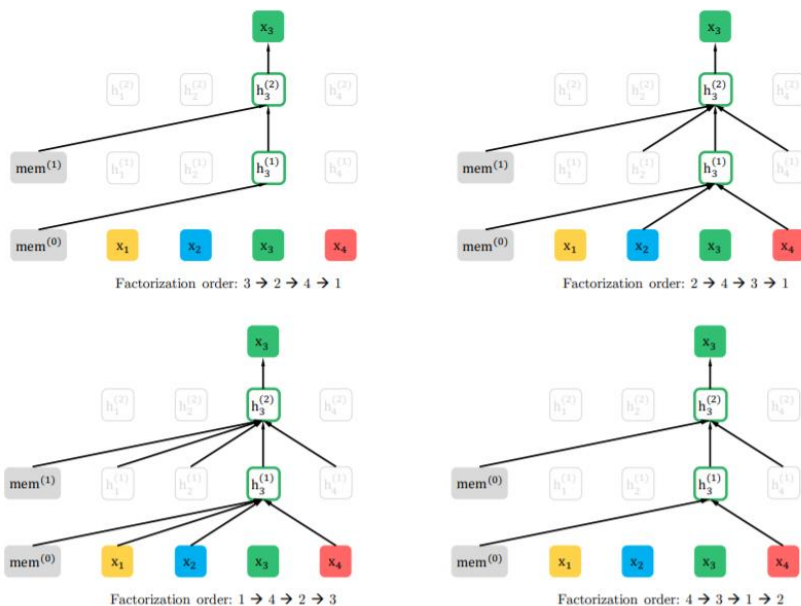 x₃
h₁⁽²⁾ h₂⁽²⁾ h₃⁽²⁾ h₄⁽²⁾
mem⁽¹⁾ h₁⁽¹⁾ h₂⁽¹⁾ h₃⁽¹⁾ h₄⁽¹⁾
mem⁽⁰⁾ x₁ x₂ x₃ x₄
Factorization order: 3 → 2 → 4 → 1
x₃
h₁⁽²⁾ h₂⁽²⁾ h₃⁽²⁾ h₄⁽²⁾
mem⁽¹⁾ h₁⁽¹⁾ h₂⁽¹⁾ h₃⁽¹⁾ h₄⁽¹⁾
mem⁽⁰⁾ x₁ x₂ x₃ x₄
Factorization order: 2 → 4 → 3 → 1
x₃
h₁⁽²⁾ h₂⁽²⁾ h₃⁽²⁾ h₄⁽²⁾
mem⁽¹⁾ h₁⁽¹⁾ h₂⁽¹⁾ h₃⁽¹⁾ h₄⁽¹⁾
mem⁽⁰⁾ x₁ x₂ x₃ x₄
Factorization order: 1 → 4 → 2 → 3
x₃
h₁⁽²⁾ h₂⁽²⁾ h₃⁽²⁾ h₄⁽²⁾
mem⁽⁰⁾ h₁⁽¹⁾ h₂⁽¹⁾ h₃⁽¹⁾ h₄⁽¹⁾
mem⁽⁰⁾ x₁ x₂ x₃ x₄
Factorization order: 4 → 3 → 1 → 2